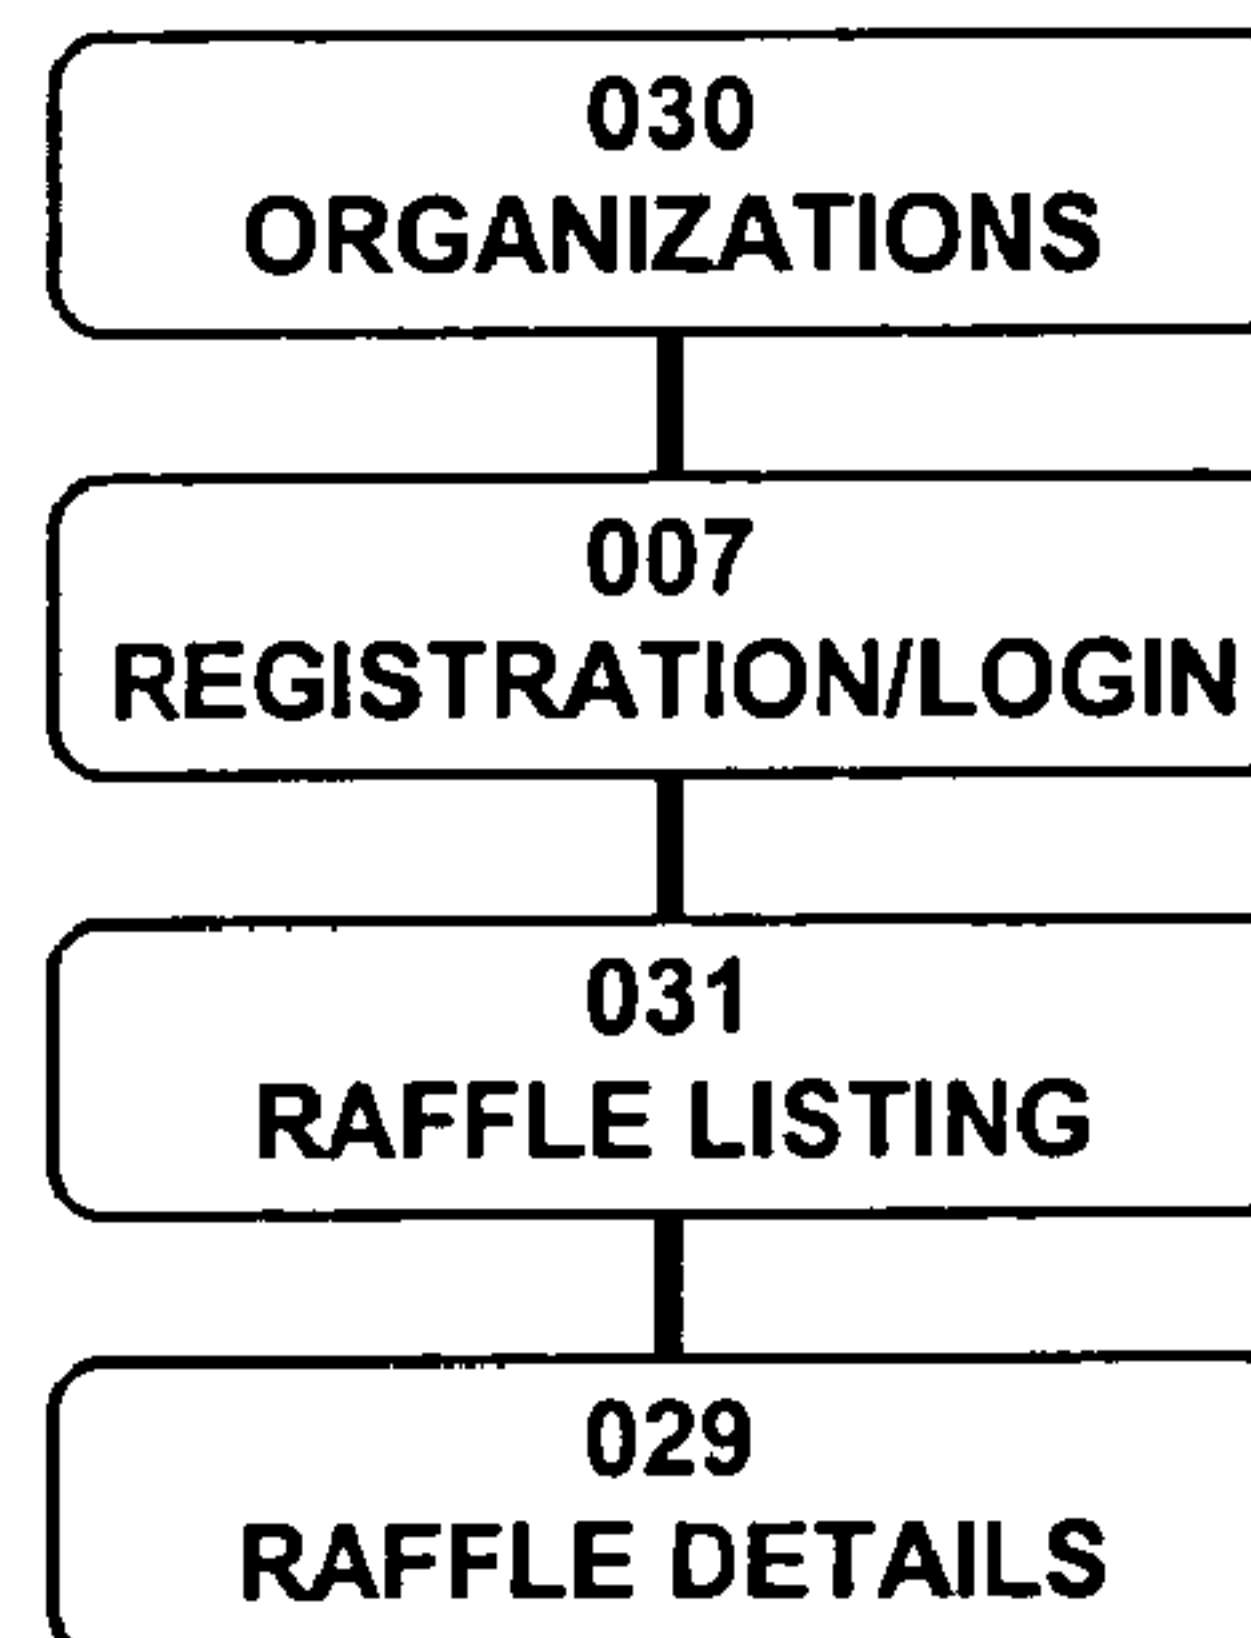 030
ORGANIZATIONS
007
REGISTRATION/LOGIN
031
RAFFLE LISTING
029
RAFFLE DETAILS